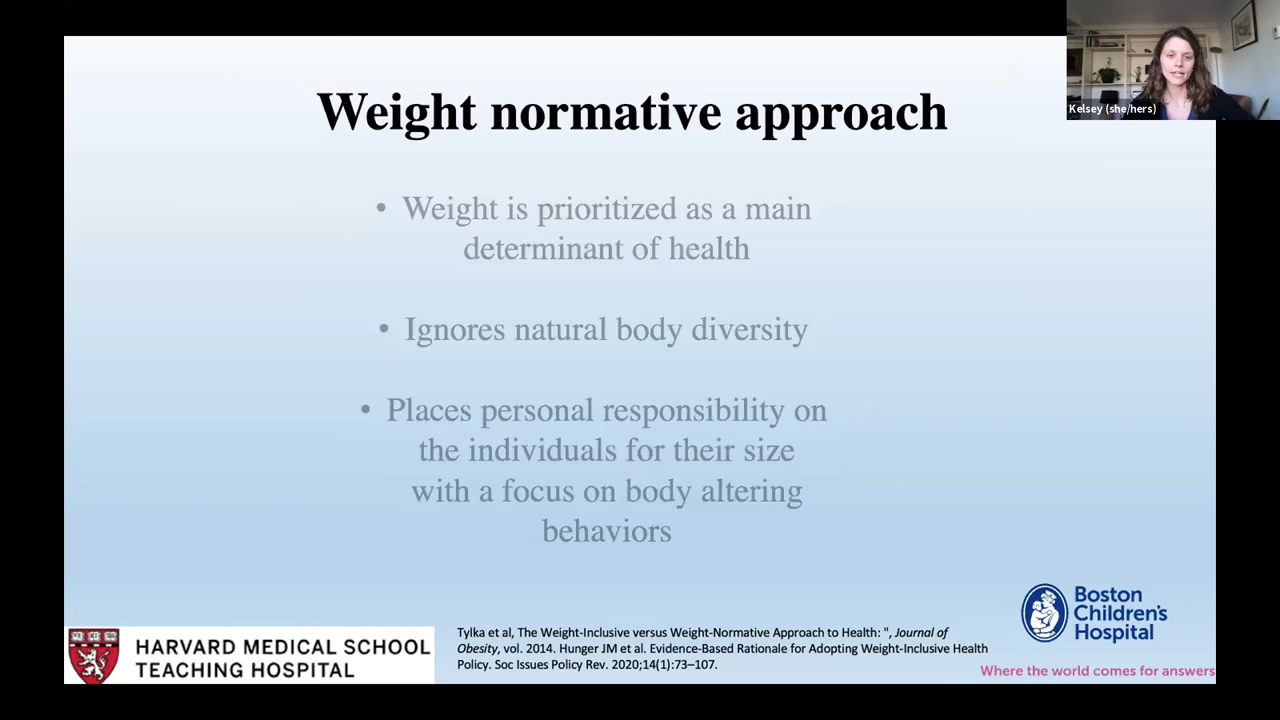 Weight normative approach
Kelsey (she/hers)
• Weight is prioritized as a main
determinant of health
• Ignores natural body diversity
• Places personal responsibility on
the individuals for their size
with a focus on body altering
behaviors
HARVARD MEDICAL SCHOOL
TEACHING HOSPITAL
Tylka et al, The Weight-Inclusive versus Weight-Normative Approach to Health: ", Journal of
Obesity, vol. 2014. Hunger JM et al. Evidence-Based Rationale for Adopting Weight-Inclusive Health
Policy. Soc Issues Policy Rev. 2020;14(1):73–107.
Boston
Children's
Hospital
Where the world comes for answers